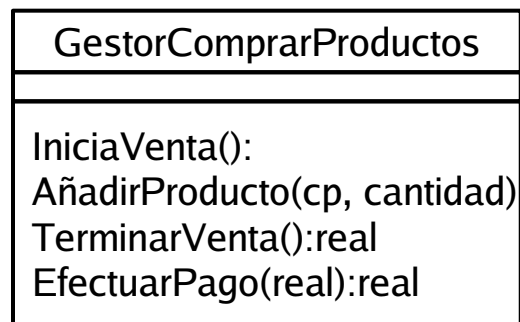 GestorComprarProductos
IniciaVenta():
AñadirProducto(cp, cantidad)
TerminarVenta():real
EfectuarPago(real):real